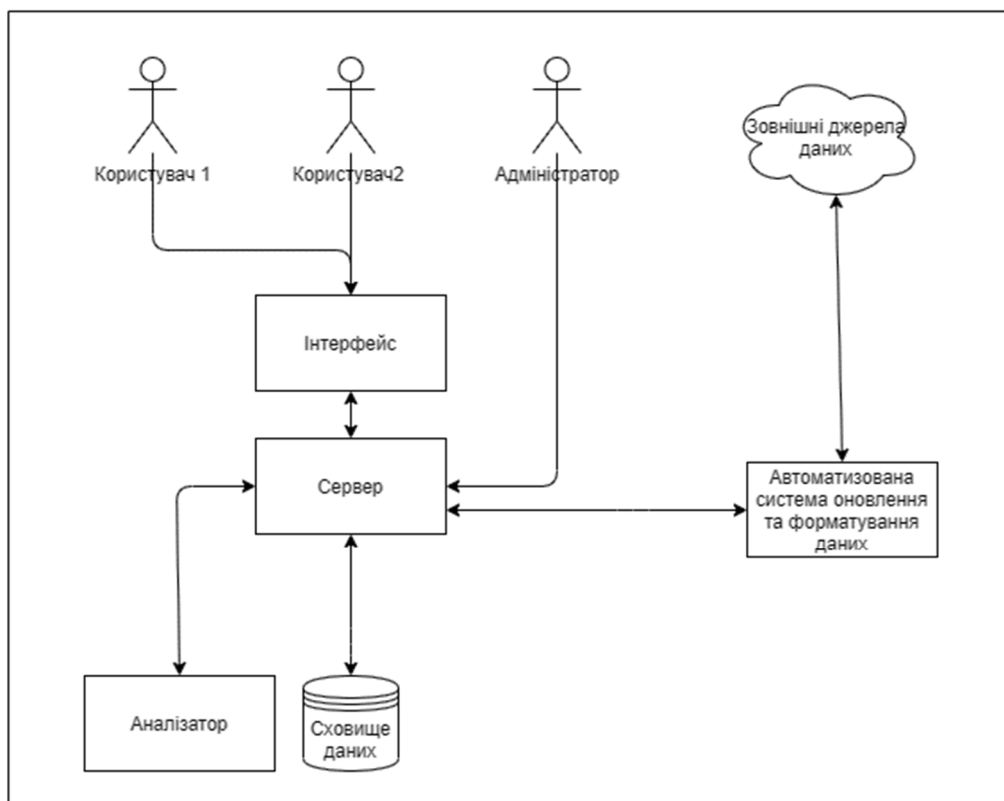 Користувач 1
Користувач2
Адміністратор
Зовнішні джерела
даних
Інтерфейс
Сервер
Автоматизована
система оновлення
та форматування
даних
Аналізатор
Сховище
даних